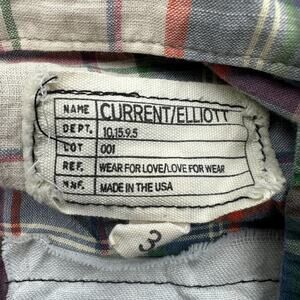 NAME CURRENT/ELLIOTT
DEPT. 10.15.9.5
LOT 001
REF. WEAR FOR LOVE/LOVE FOR WEAR
MNF. MADE IN THE USA
3